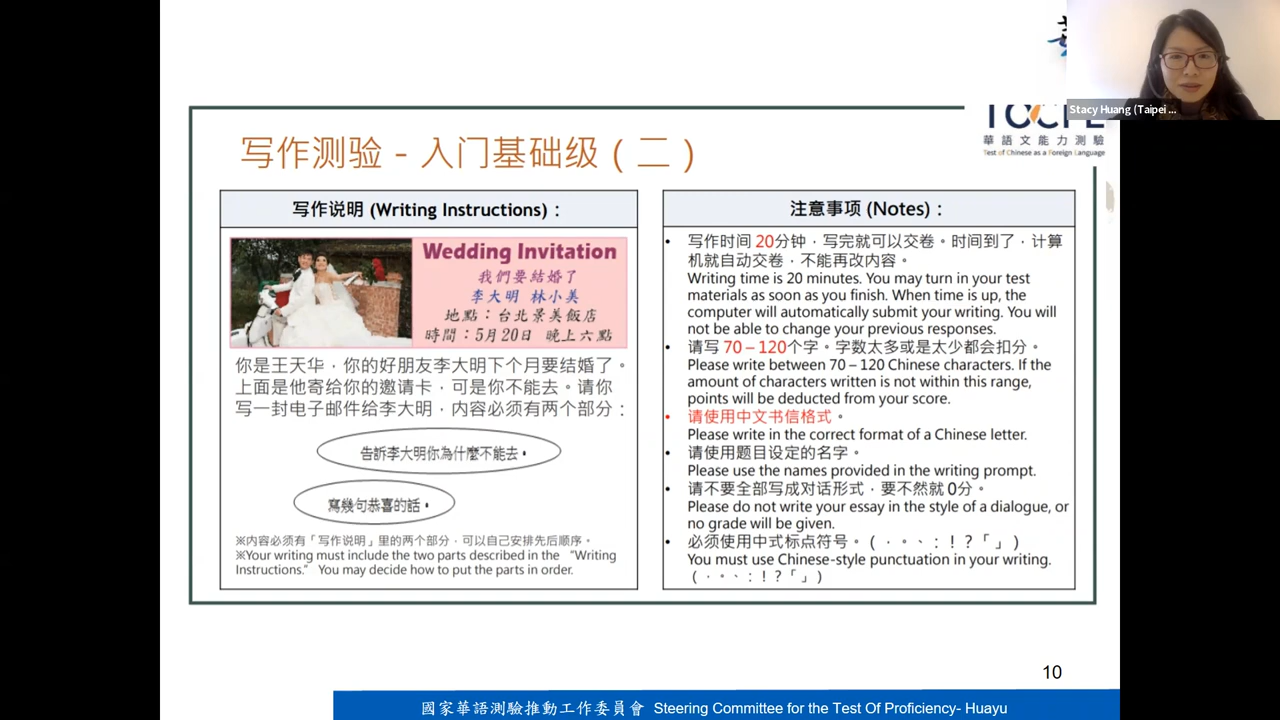 Stacy Huang (Taipei ...
華語文能力測驗
Test of Chinese as a Foreign Language
写作测验 - 入门基础级(二)
写作说明 (Writing Instructions):
Wedding Invitation
我們要結婚了
李大明 林小美
地點:台北景美飯店
時間:5月20日 晚上六點
你是王天华,你的好朋友李大明下个月要结婚了。
上面是他寄给你的邀请卡,可是你不能去。请你
写一封电子邮件给李大明,内容必须有两个部分:
告訴李大明你為什麼不能去。
寫幾句恭喜的話。
※内容必须有「写作说明」里的两个部分,可以自己安排先后顺序。
※Your writing must include the two parts described in the “Writing
Instructions.” You may decide how to put the parts in order.
注意事项 (Notes):
• 写作时间 20分钟,写完就可以交卷。时间到了,计算
机就自动交卷,不能再改内容。
Writing time is 20 minutes. You may turn in your test
materials as soon as you finish. When time is up, the
computer will automatically submit your writing. You will
not be able to change your previous responses.
• 请写 70 – 120个字。字数太多或是太少都会扣分。
Please write between 70 – 120 Chinese characters. If the
amount of characters written is not within this range,
points will be deducted from your score.
• 请使用中文书信格式。
Please write in the correct format of a Chinese letter.
• 请使用题目设定的名字。
Please use the names provided in the writing prompt.
• 请不要全部写成对话形式,要不然就 0分。
Please do not write your essay in the style of a dialogue, or
no grade will be given.
• 必须使用中式标点符号。(,。、:!?「」)
You must use Chinese-style punctuation in your writing.
(,。、:!?「」)
10
國家華語測驗推動工作委員會 Steering Committee for the Test Of Proficiency- Huayu